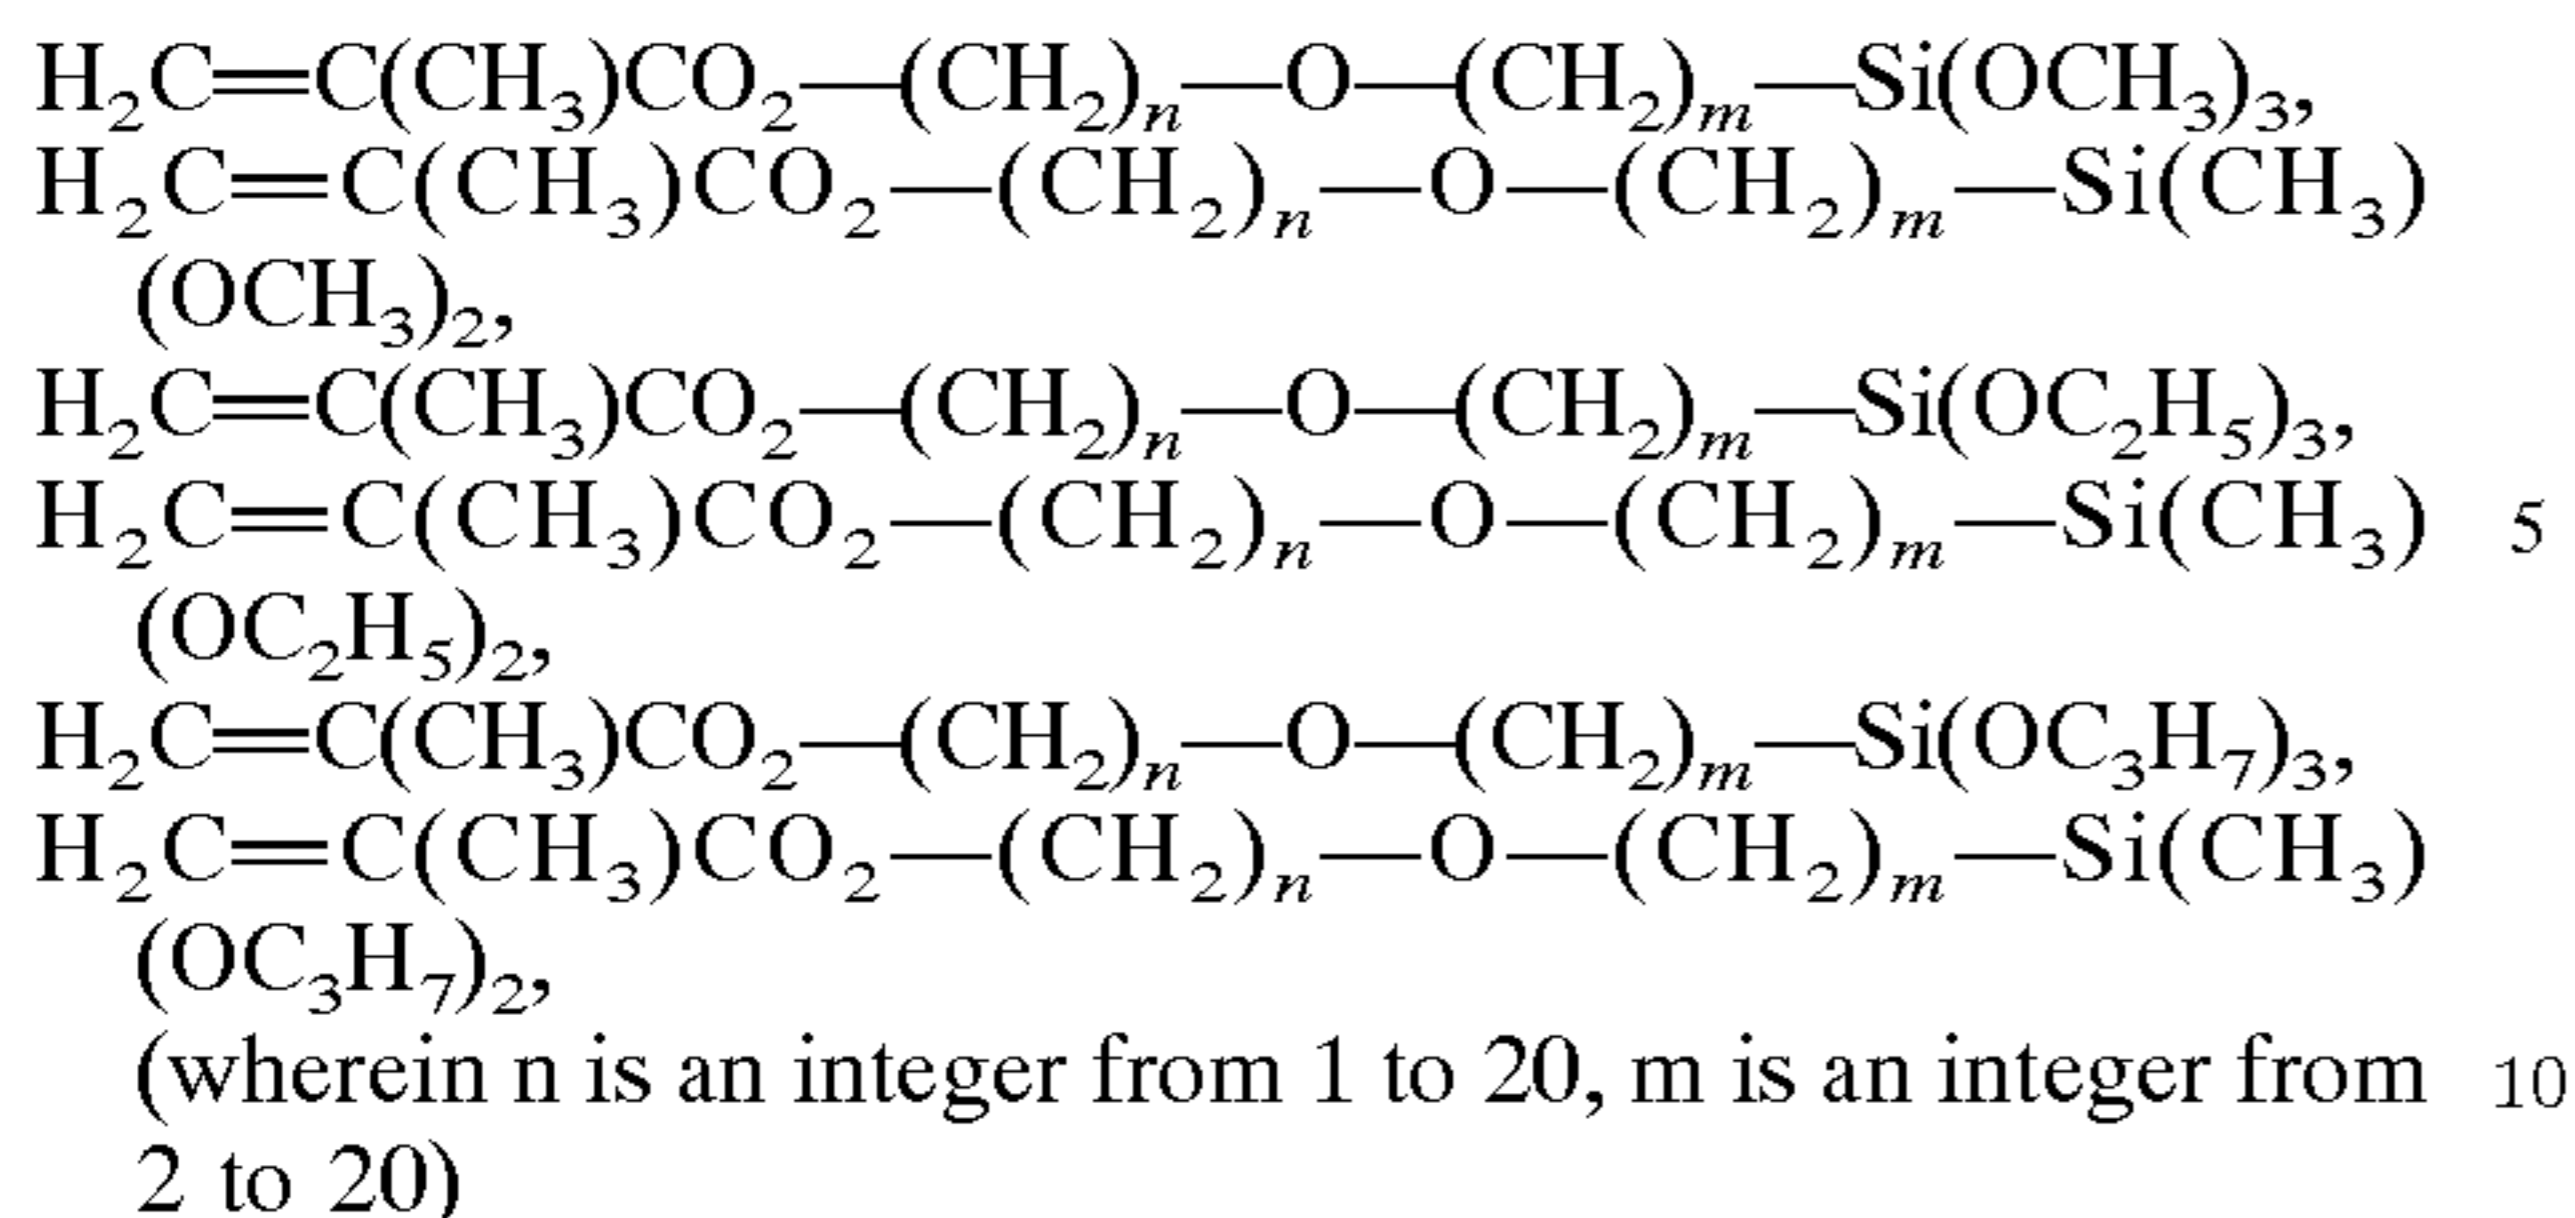 H₂C=C(CH₃)CO₂—(CH₂)ₙ—O—(CH₂)ₘ—Si(OCH₃)₃,
H₂C=C(CH₃)CO₂—(CH₂)ₙ—O—(CH₂)ₘ—Si(CH₃)
(OCH₃)₂,
H₂C=C(CH₃)CO₂—(CH₂)ₙ—O—(CH₂)ₘ—Si(OC₂H₅)₃,
H₂C=C(CH₃)CO₂—(CH₂)ₙ—O—(CH₂)ₘ—Si(CH₃) 5
(OC₂H₅)₂,
H₂C=C(CH₃)CO₂—(CH₂)ₙ—O—(CH₂)ₘ—Si(OC₃H₇)₃,
H₂C=C(CH₃)CO₂—(CH₂)ₙ—O—(CH₂)ₘ—Si(CH₃)
(OC₃H₇)₂,
(wherein n is an integer from 1 to 20, m is an integer from 10
2 to 20)